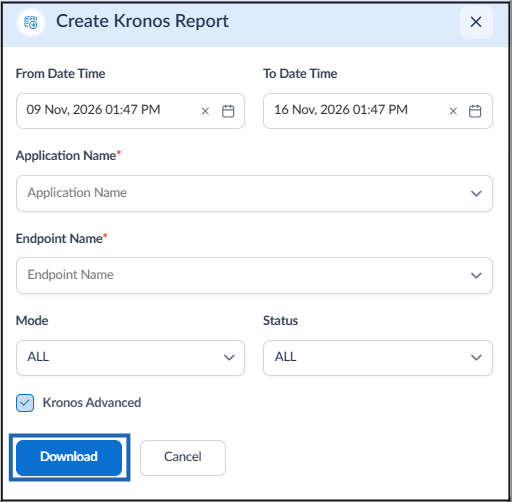 Create Kronos Report
From Date Time To Date Time
09 Nov, 2026 01:47 PM 16 Nov, 2026 01:47 PM
Application Name*
Application Name
Endpoint Name*
Endpoint Name
Mode Status
ALL ALL
Kronos Advanced
Download Cancel